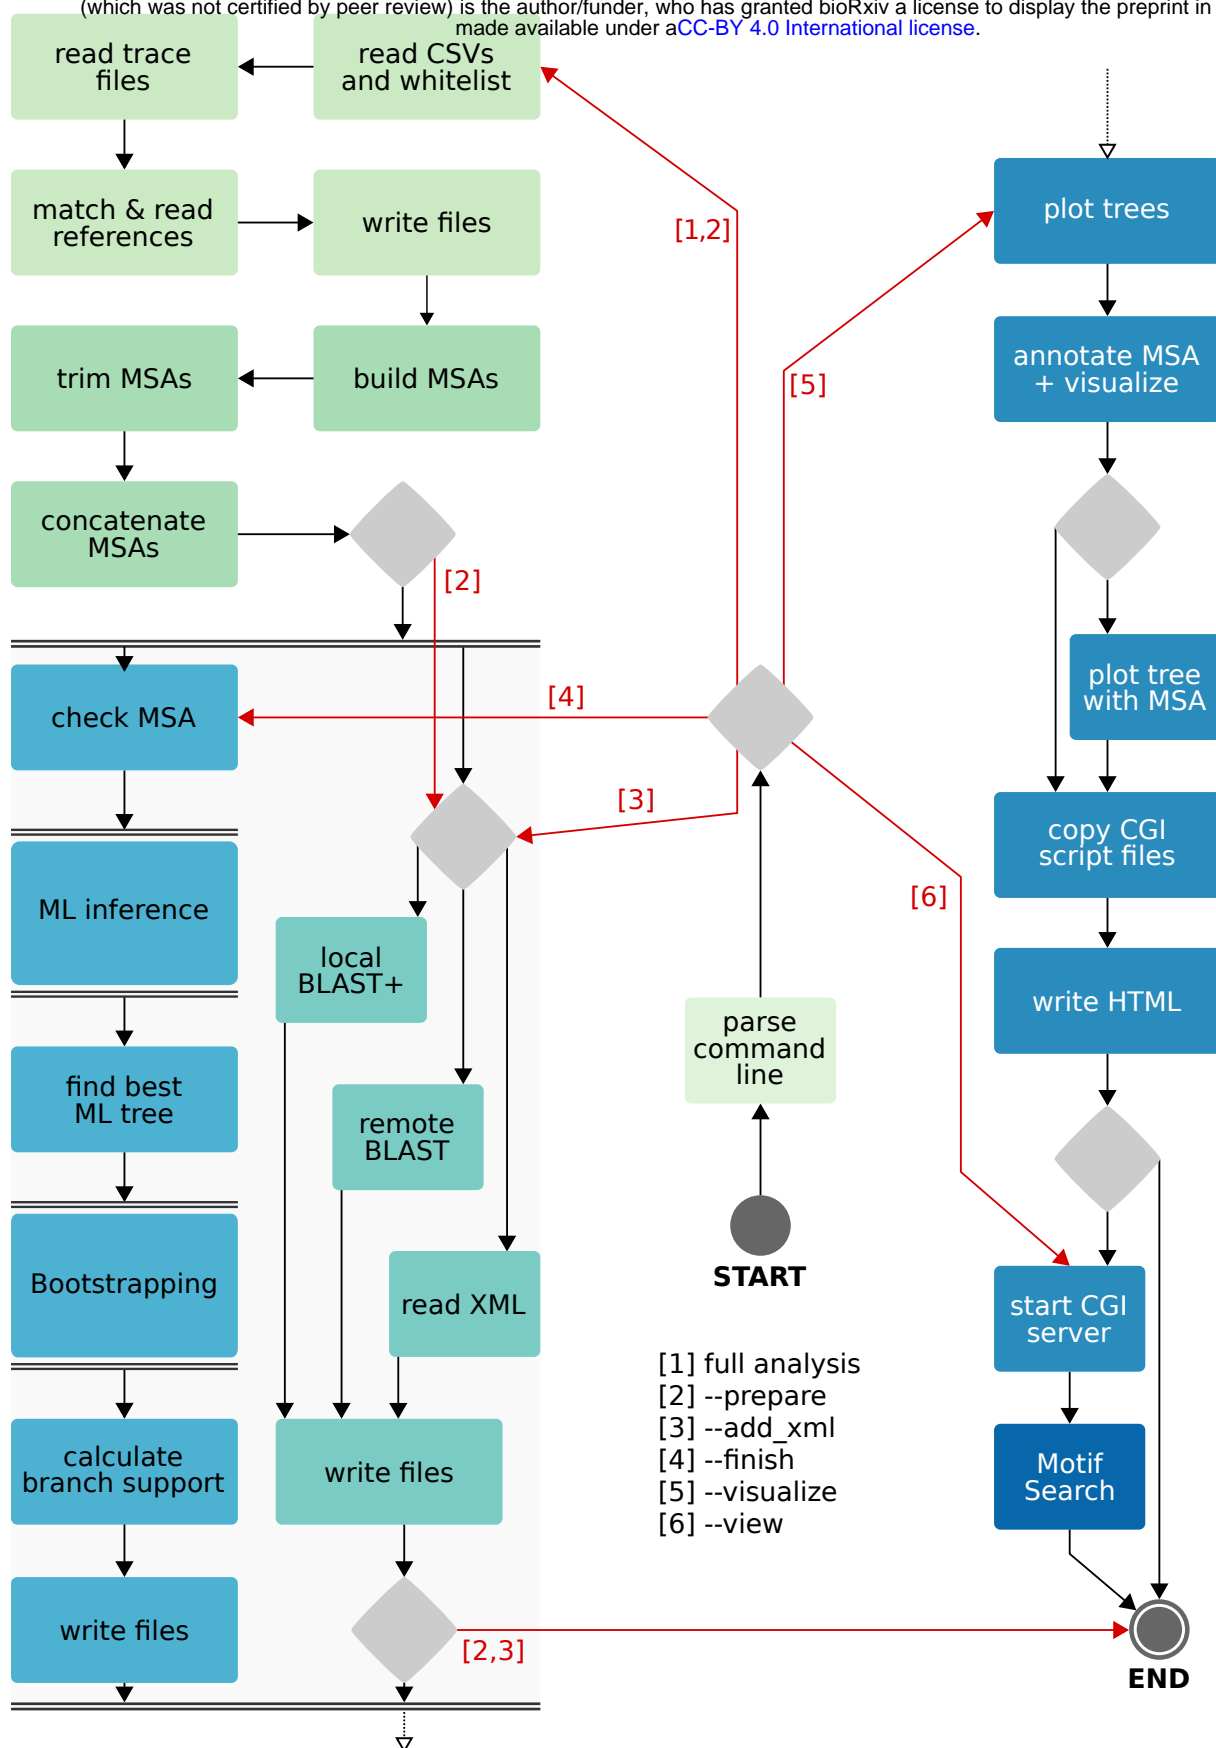 (which was not certified by peer review) is the author/funder, who has granted bioRxiv a license to display the preprint in
made available under aCC-BY 4.0 International license.
read trace
files
read CSVs
and whitelist
match & read
references
write files
[1,2]
plot trees
trim MSAs
build MSAs
[5]
annotate MSA
+ visualize
concatenate
MSAs
[2]
check MSA
[4]
plot tree
with MSA
[3]
copy CGI
script files
ML inference
[6]
local
BLAST+
write HTML
parse
command
line
find best
ML tree
remote
BLAST
Bootstrapping
START
read XML
start CGI
server
[1] full analysis
[2] --prepare
[3] --add_xml
[4] --finish
[5] --visualize
[6] --view
calculate
branch support
write files
Motif
Search
write files
[2,3]
END